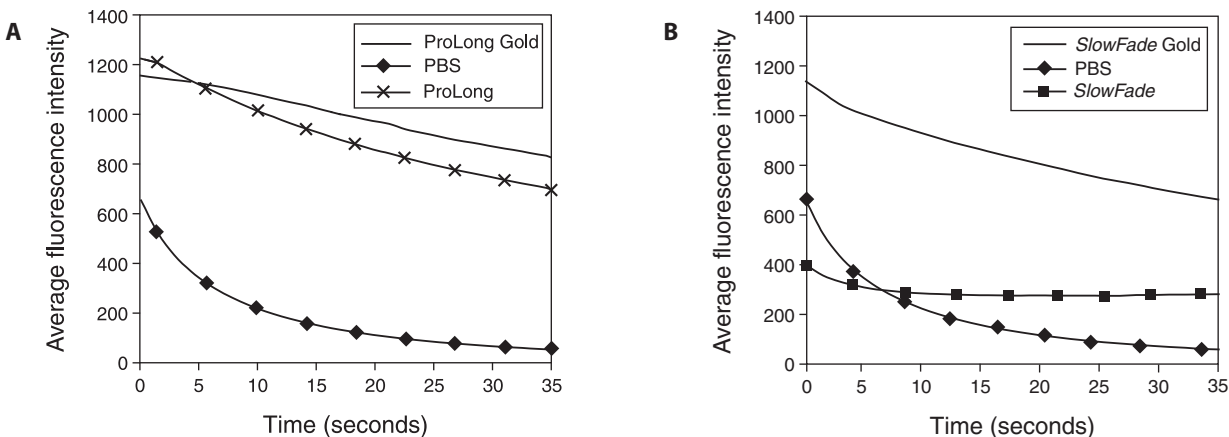 A
Average fluorescence intensity
1400
1200
1000
800
600
400
200
0
ProLong Gold
PBS
ProLong
0 5 10 15 20 25 30 35
Time (seconds)
B
Average fluorescence intensity
1400
1200
1000
800
600
400
200
0
SlowFade Gold
PBS
SlowFade
0 5 10 15 20 25 30 35
Time (seconds)